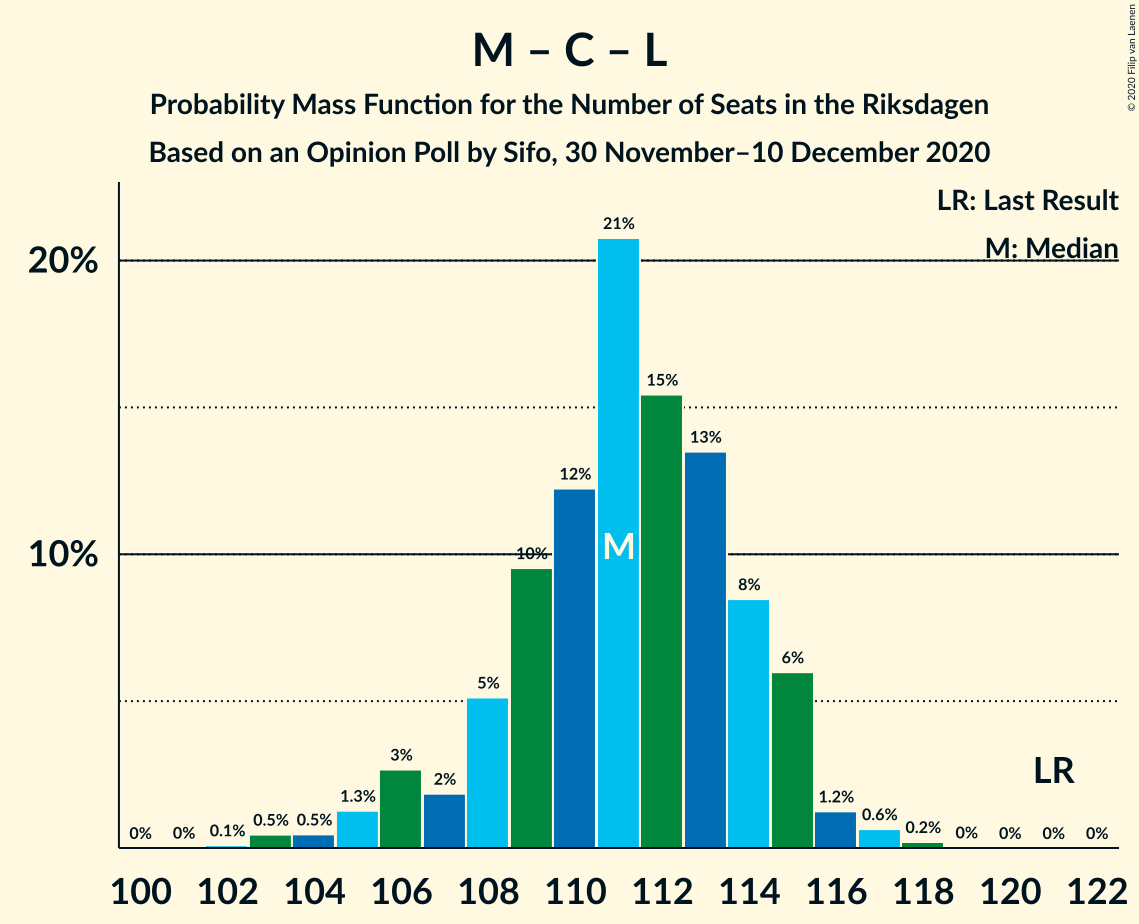 M – C – L
Probability Mass Function for the Number of Seats in the Riksdagen
Based on an Opinion Poll by Sifo, 30 November–10 December 2020
© 2020 Filip van Laenen
LR: Last Result
M: Median
20%
10%
0% 0% 0.1% 0.5% 0.5% 1.3% 3% 2% 5% 10% 12% 21% 15% 13% 8% 6% 1.2% 0.6% 0.2% 0% 0% 0% 0%
M
LR
100 102 104 106 108 110 112 114 116 118 120 122